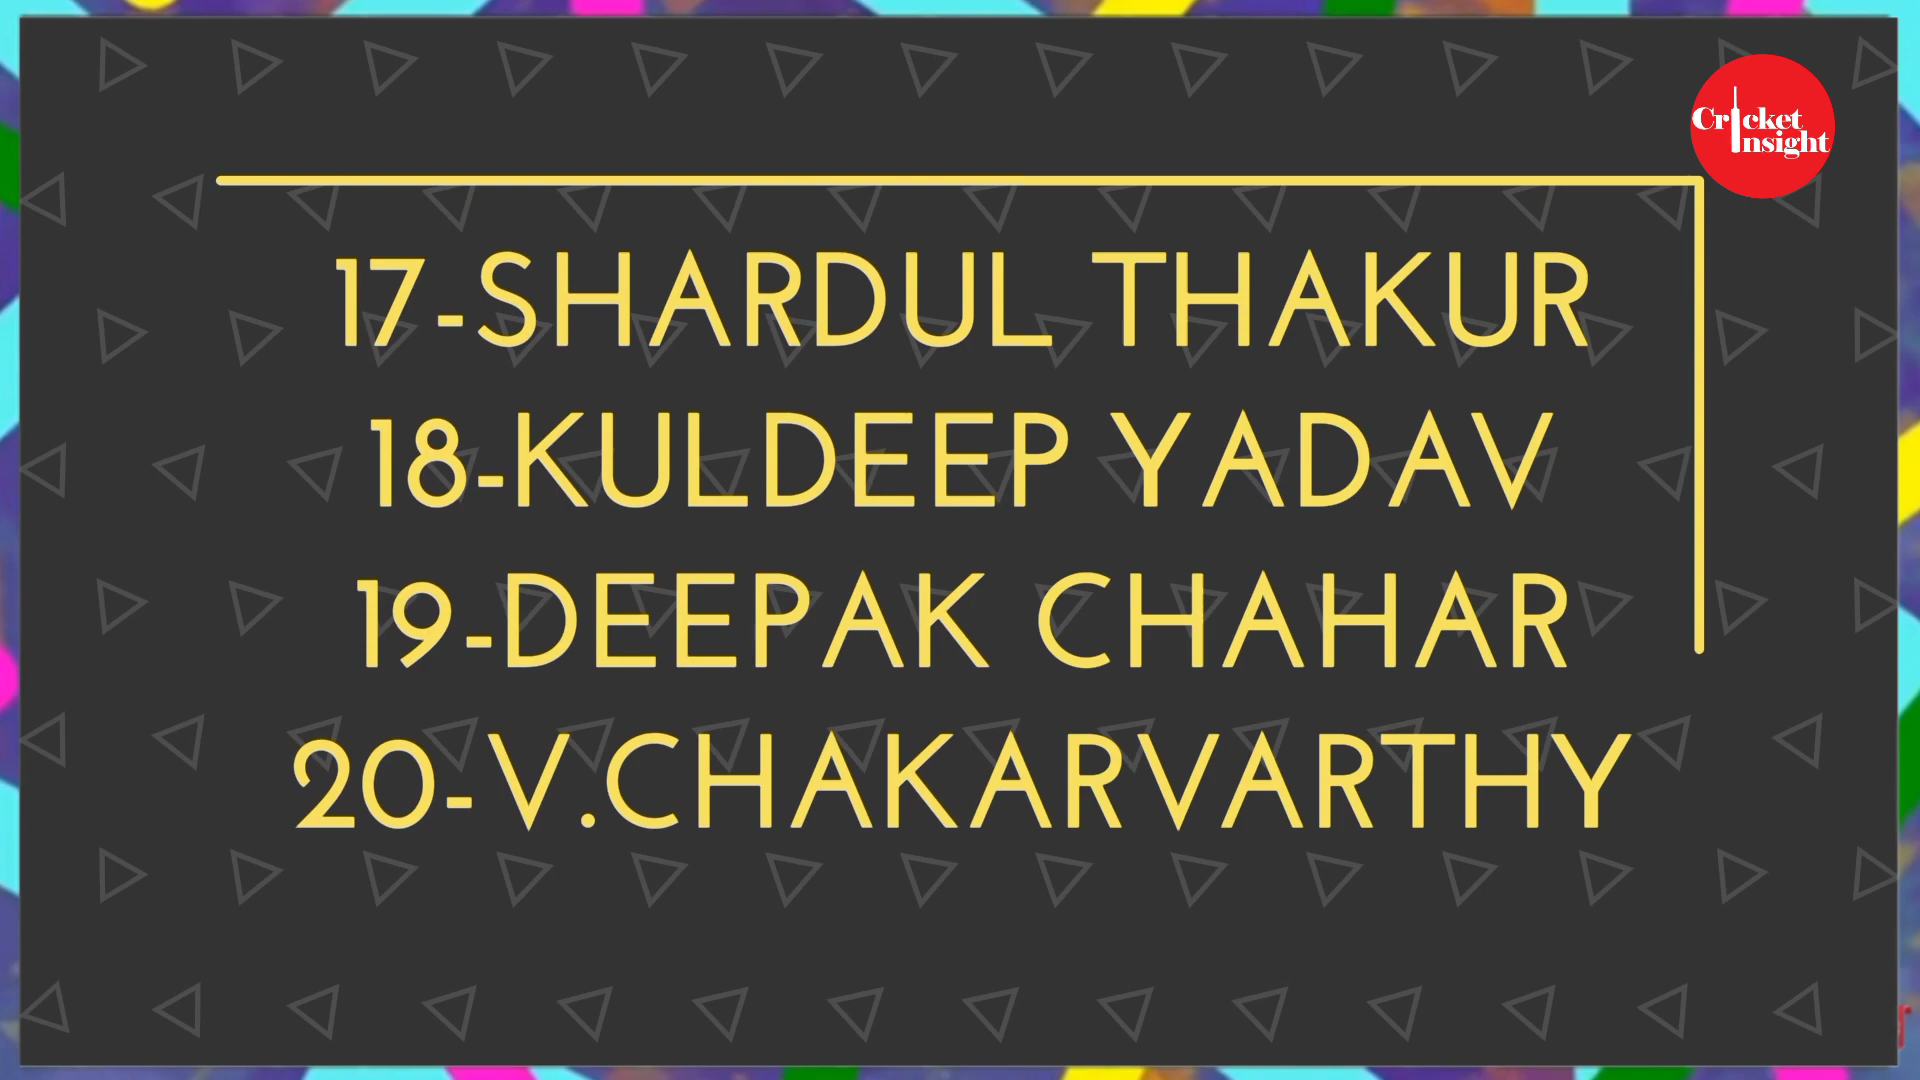 Cricket
Insight
17-SHARDUL THAKUR
18-KULDEEP YADAV
19-DEEPAK CHAHAR
20-V.CHAKARVARTHY